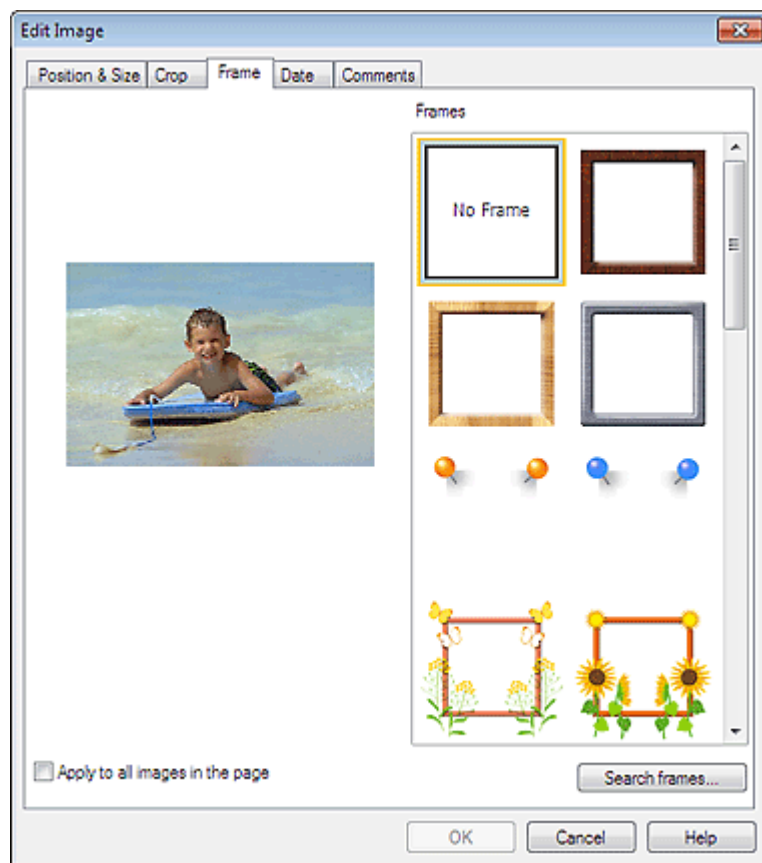 Edit Image
Position & Size Crop Frame Date Comments
Frames
No Frame
Apply to all images in the page
Search frames...
OK Cancel Help